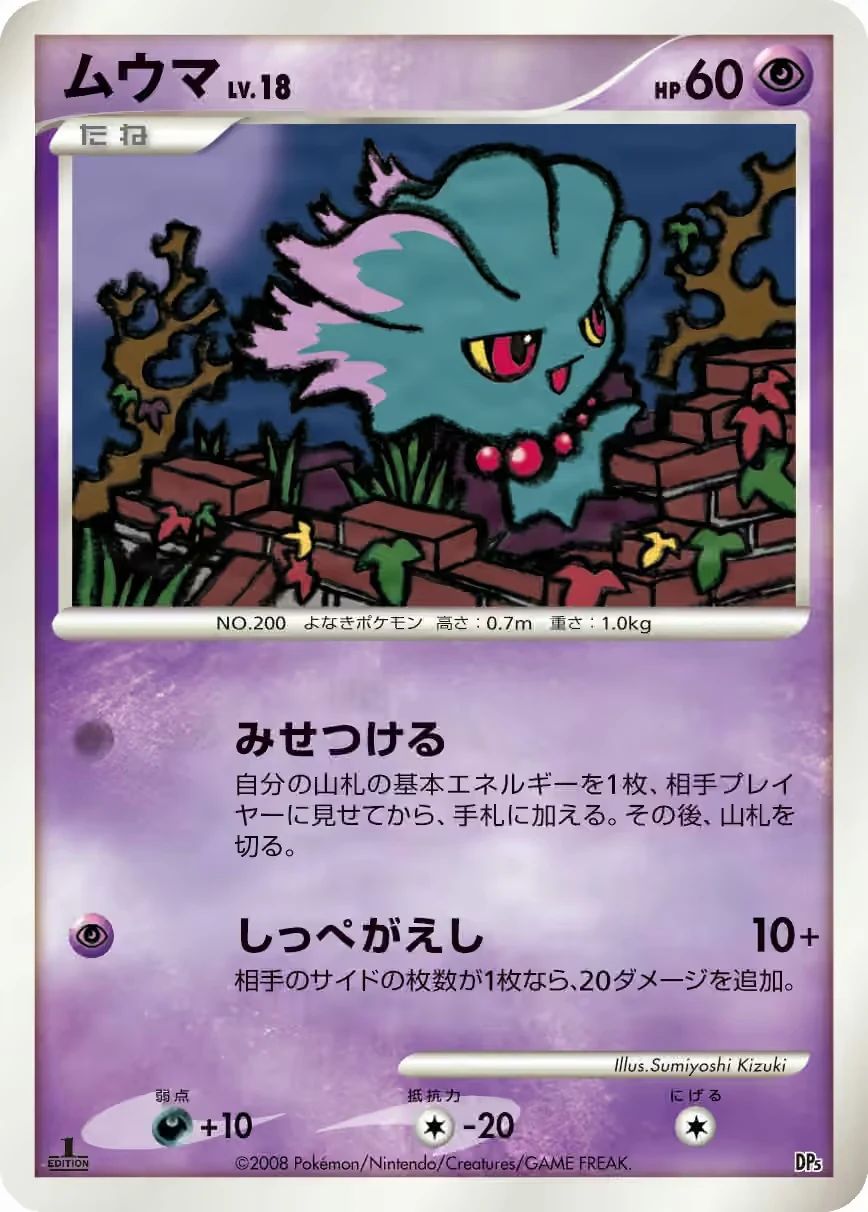 ムウマ LV.18 HP 60
たね
NO.200 よなきポケモン 高さ：0.7m 重さ：1.0kg
みせつける
自分の山札の基本エネルギーを1枚、相手プレイ
ヤーに見せてから、手札に加える。その後、山札を
切る。
しっぺがえし 10+
相手のサイドの枚数が1枚なら、20ダメージを追加。
Illus.Sumiyoshi Kizuki
弱点 抵抗力 にげる
+10 -20
1 EDITION
©2008 Pokémon/Nintendo/Creatures/GAME FREAK.
DP5